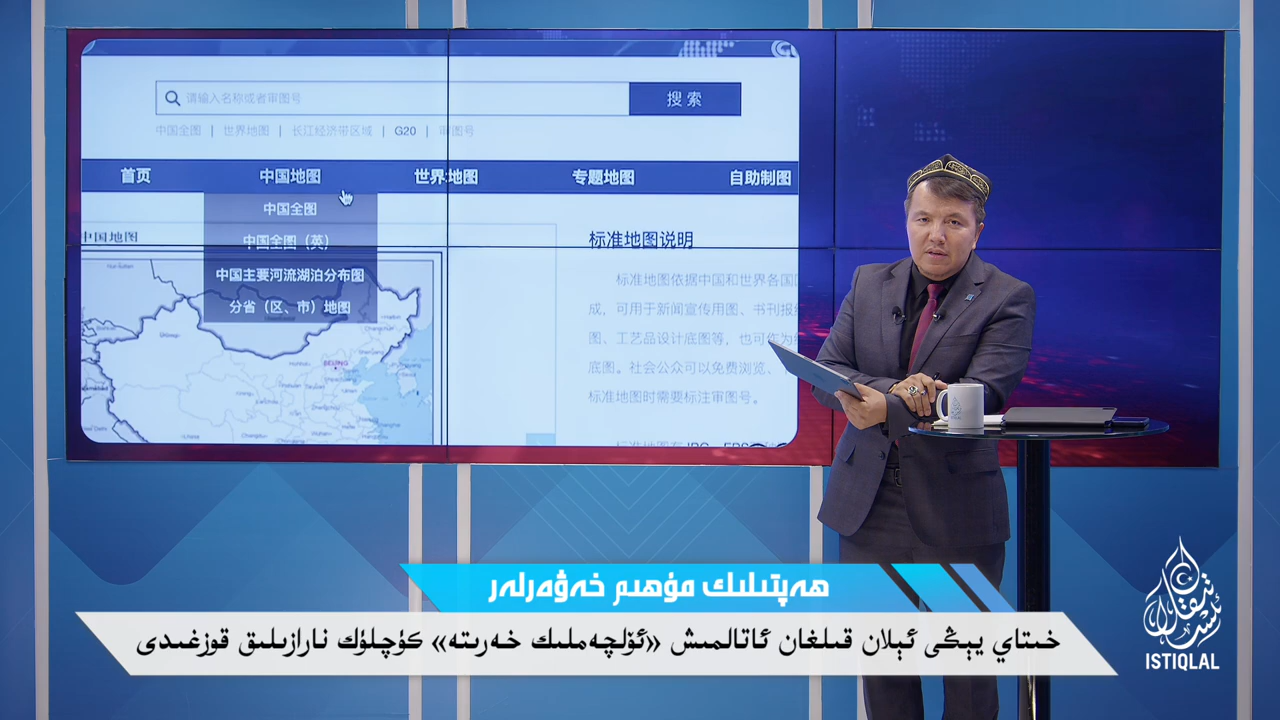 请输入名称或者审图号
搜索
中国全图 | 世界地图 | 长江经济带区域 | G20 | 审图号
首页 中国地图 世界地图 专题地图 自助制图
中国全图
中国全图（英）
中国主要河流湖泊分布图
分省（区、市）地图
中国地图
BEIJING
标准地图说明
标准地图依据中国和世界各国
成，可用于新闻宣传用图、书刊报
图、工艺品设计底图等，也可作为
底图。社会公众可以免费浏览、
标准地图时需要标注审图号。
ھەپتىلىك مۇھىم خەۋەرلەر
خىتاي يېڭى ئېلان قىلغان ئاتالمىش «ئۆلچەملىك خەرىتە» كۈچلۈك نارازىلىق قوزغىدى
ئىستىقلال
ISTIQLAL